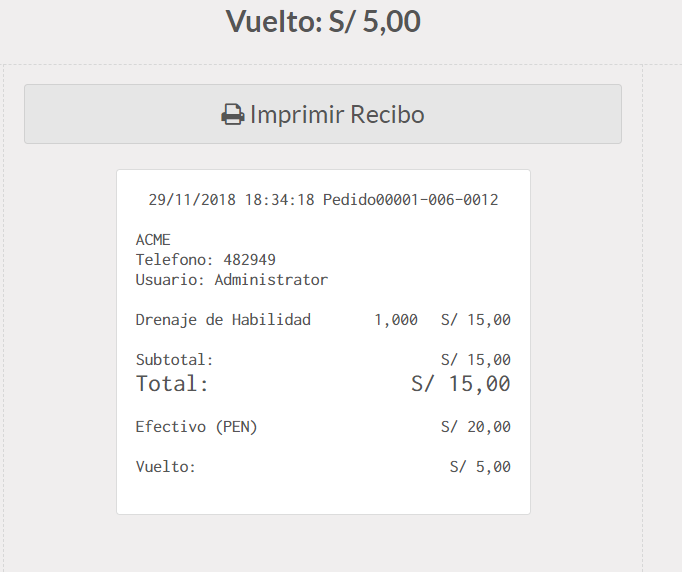 Vuelto: S/ 5,00
Imprimir Recibo
29/11/2018 18:34:18 Pedido00001-006-0012
ACME
Telefono: 482949
Usuario: Administrator
Drenaje de Habilidad 1,000 S/ 15,00
Subtotal: S/ 15,00
Total: S/ 15,00
Efectivo (PEN) S/ 20,00
Vuelto: S/ 5,00